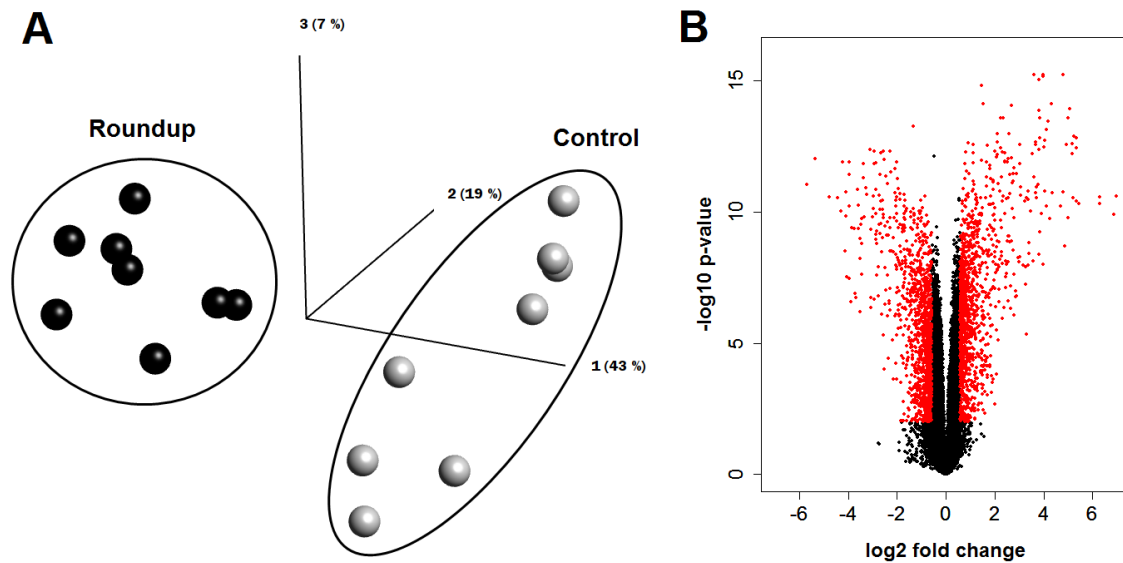 A
3 (7 %)
Roundup
Control
2 (19 %)
1 (43 %)
B
-log10 p-value
15
10
5
0
-6
-4
-2
0
2
4
6
log2 fold change